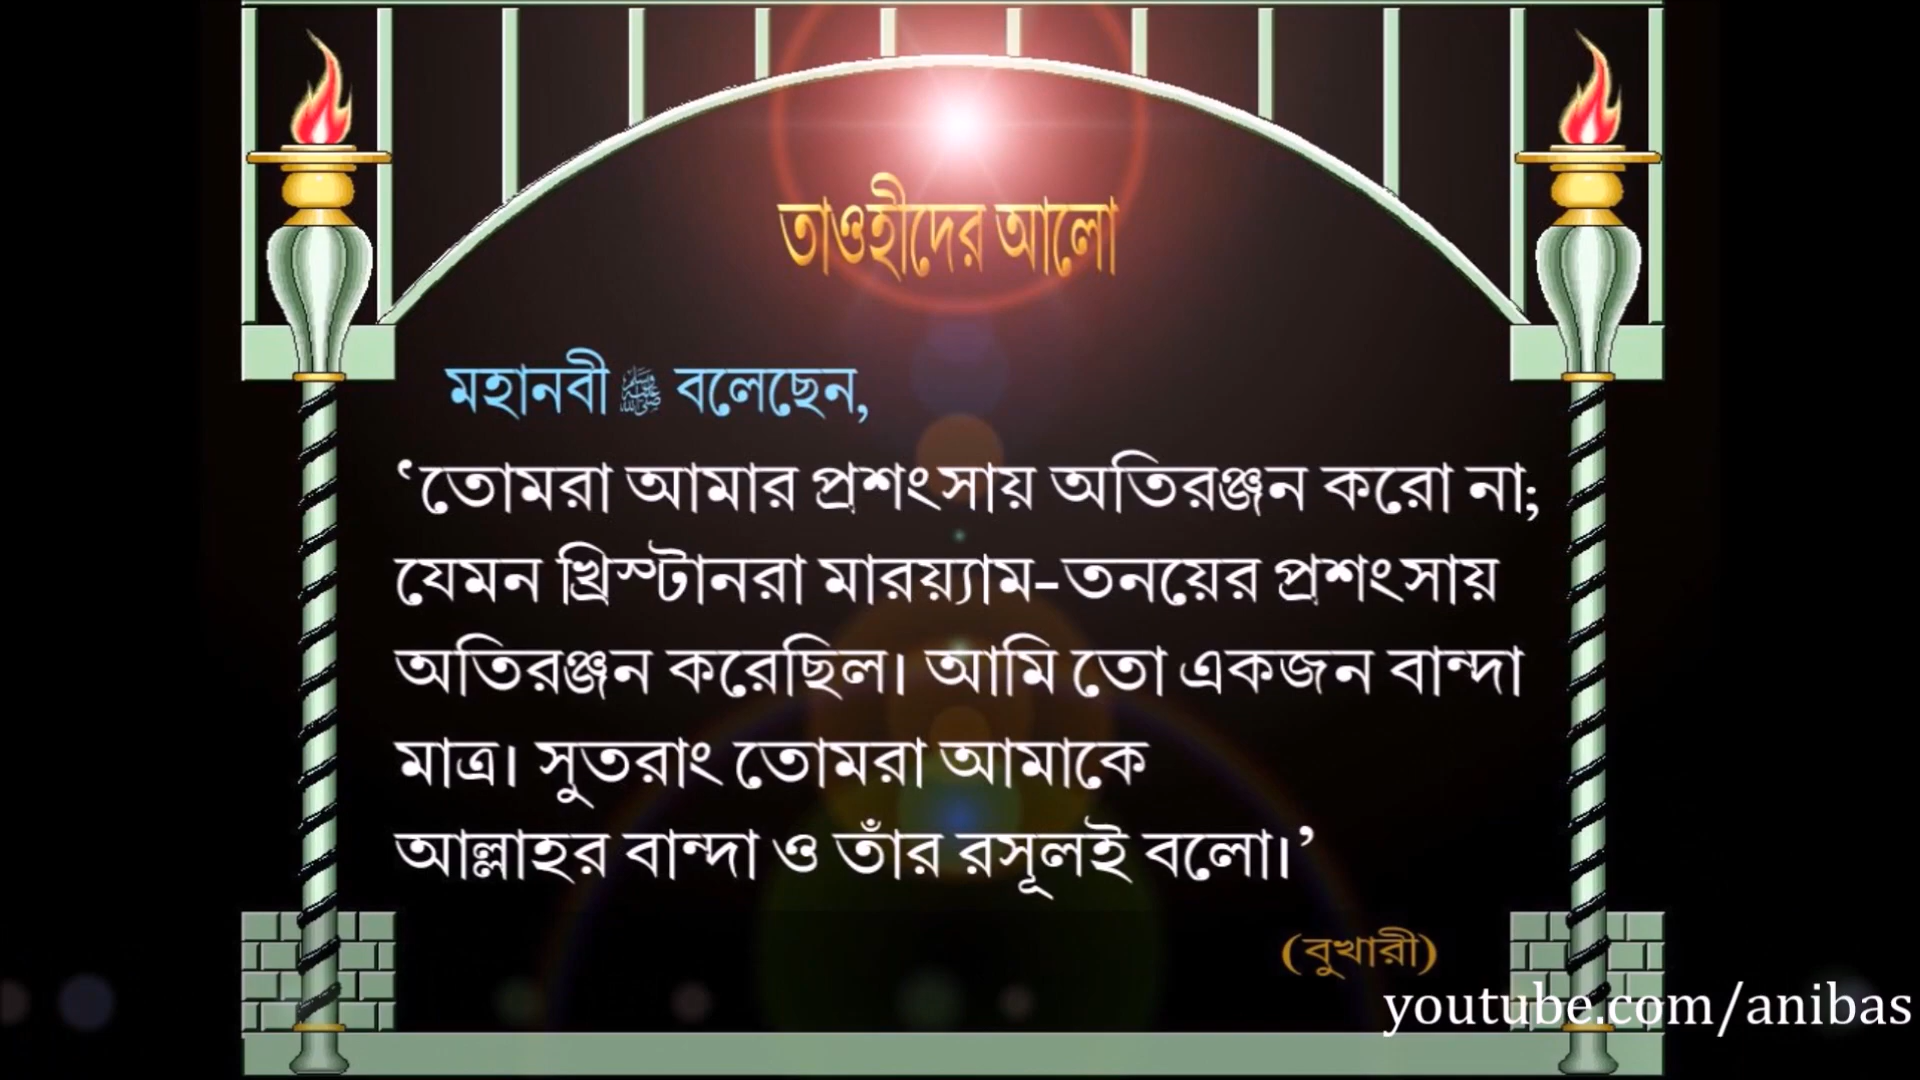 তাওহীদের আলো
মহানবী ﷺ বলেছেন,
‘তোমরা আমার প্রশংসায় অতিরঞ্জন করো না;
যেমন খ্রিস্টানরা মারয়্যাম-তনয়ের প্রশংসায়
অতিরঞ্জন করেছিল। আমি তো একজন বান্দা
মাত্র। সুতরাং তোমরা আমাকে
আল্লাহর বান্দা ও তাঁর রসূলই বলো।’
(বুখারী)
youtube.com/anibas